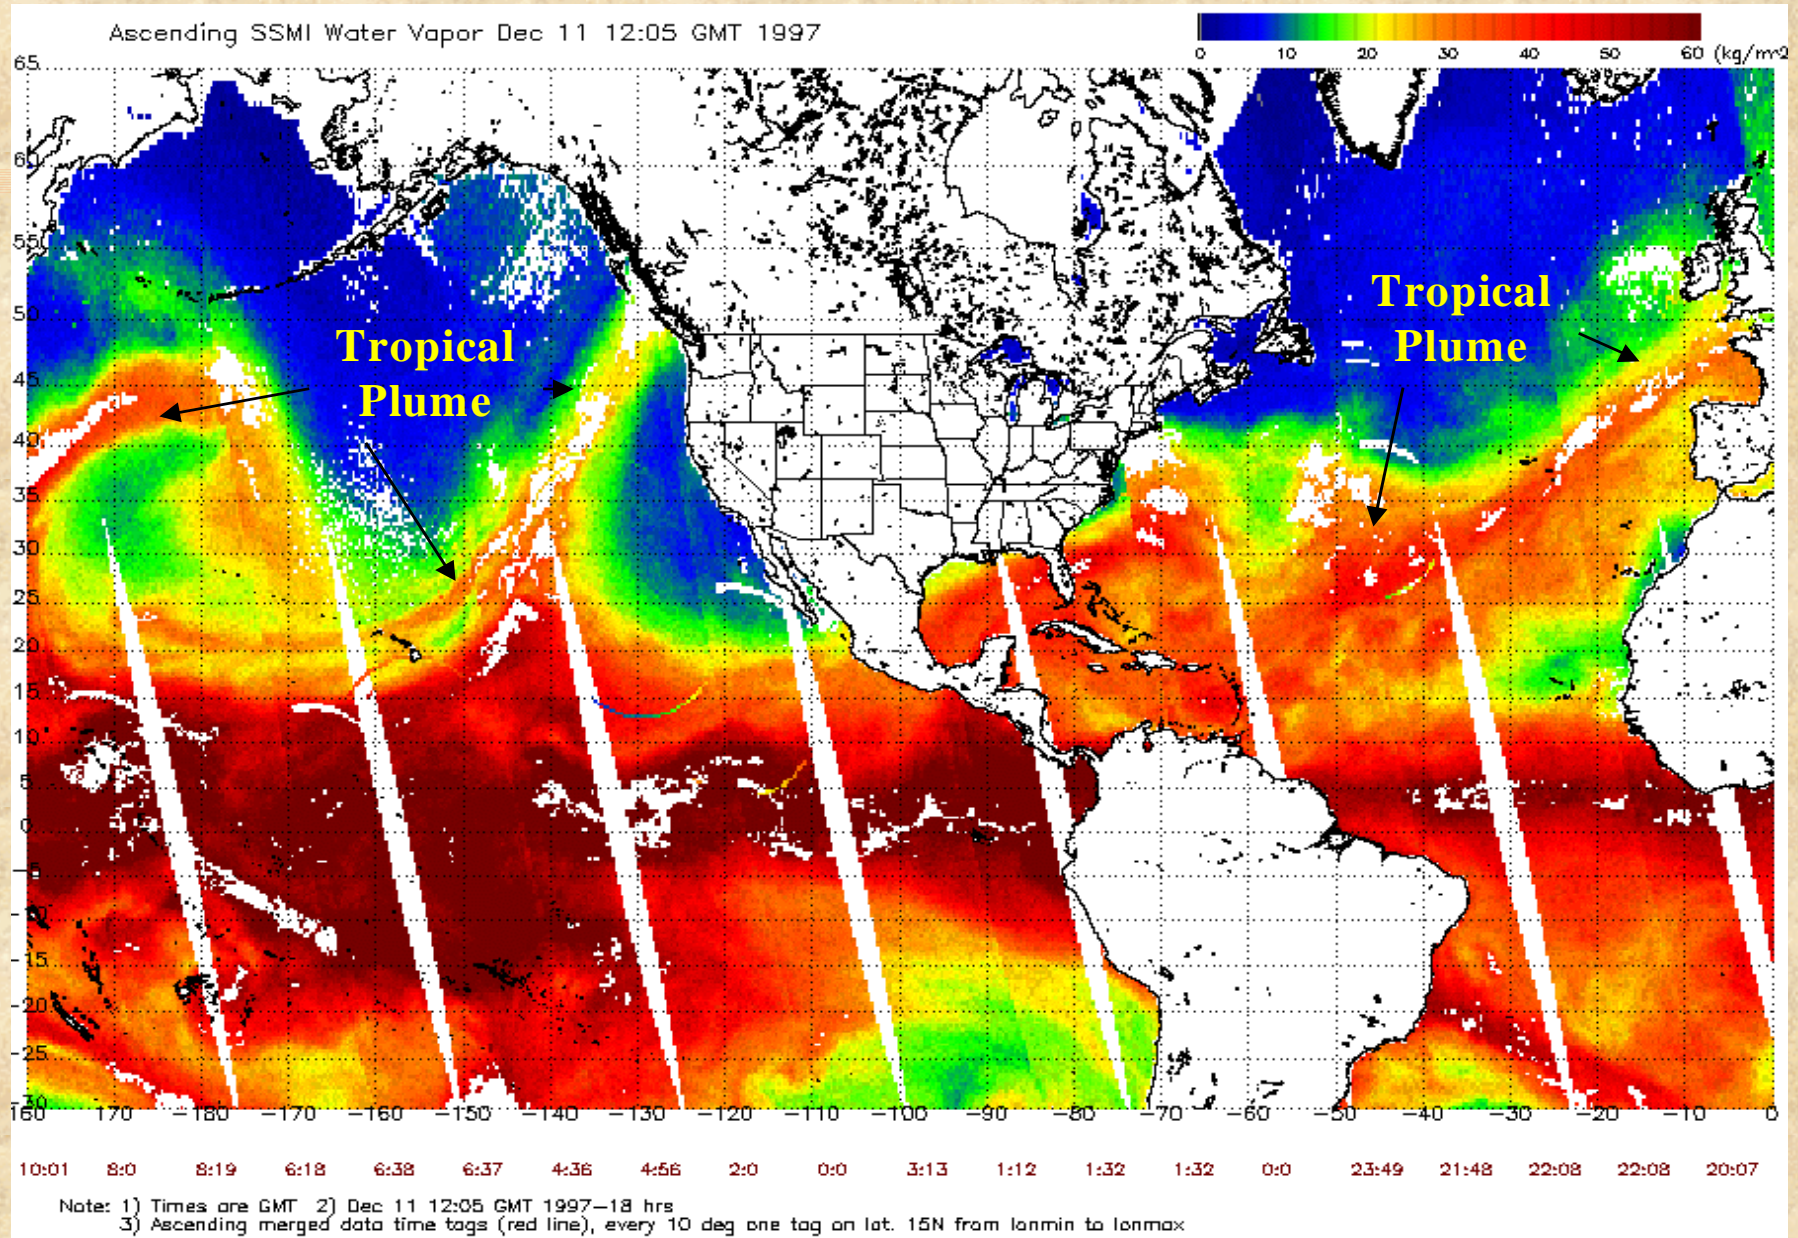 Ascending SSMI Water Vapor Dec 11 12:05 GMT 1997
0 10 20 30 40 50 60 (kg/m^2
65
60
55
50
45
40
35
30
25
20
15
10
5
0
-5
-15
-20
-25
-30
Tropical
Plume
Tropical
Plume
160 170 -180 -170 -160 -150 -140 -130 -120 -110 -100 -90 -80 -70 -60 -50 -40 -30 -20 -10 0
10:01 8:0 8:19 6:18 6:38 6:37 4:36 4:56 2:0 0:0 3:13 1:12 1:32 1:32 0:0 23:49 21:48 22:08 22:08 20:07
Note: 1) Times are GMT 2) Dec 11 12:05 GMT 1997-18 hrs
3) Ascending merged data time tags (red line), every 10 deg one tag on lat. 15N from lonmin to lonmax